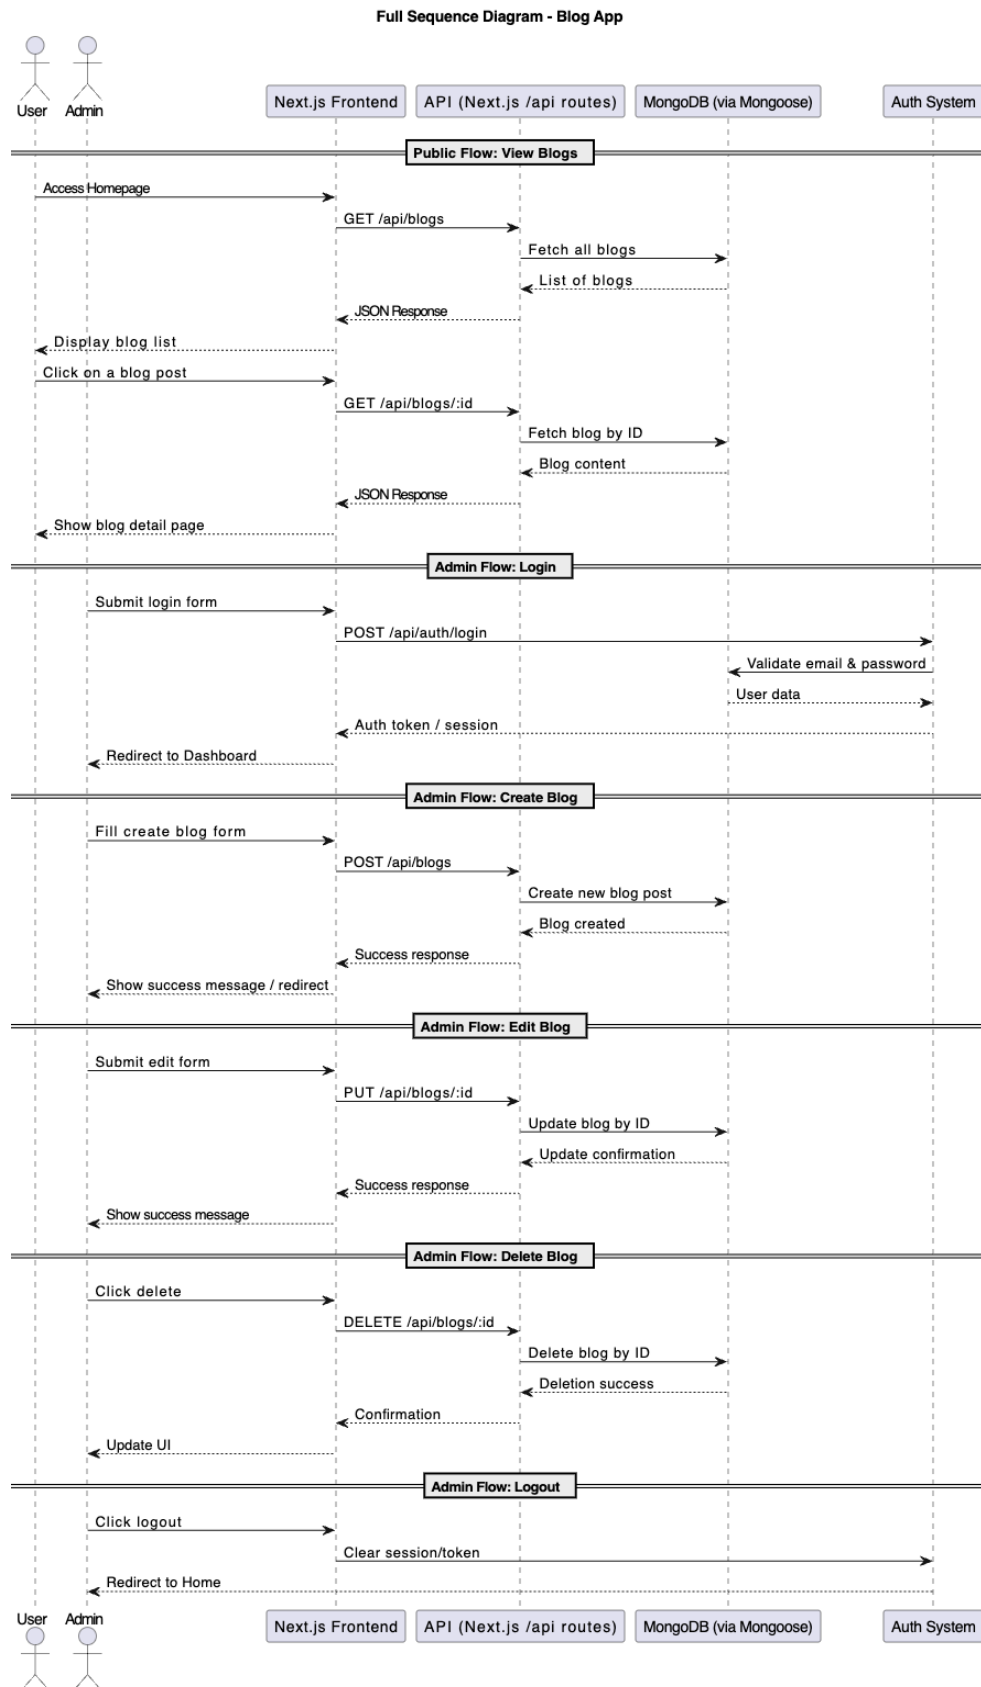 Full Sequence Diagram - Blog App
User
Admin
Next.js Frontend
API (Next.js /api routes)
MongoDB (via Mongoose)
Auth System
Public Flow: View Blogs
Access Homepage
GET /api/blogs
Fetch all blogs
List of blogs
JSON Response
Display blog list
Click on a blog post
GET /api/blogs/:id
Fetch blog by ID
Blog content
JSON Response
Show blog detail page
Admin Flow: Login
Submit login form
POST /api/auth/login
Validate email & password
User data
Auth token / session
Redirect to Dashboard
Admin Flow: Create Blog
Fill create blog form
POST /api/blogs
Create new blog post
Blog created
Success response
Show success message / redirect
Admin Flow: Edit Blog
Submit edit form
PUT /api/blogs/:id
Update blog by ID
Update confirmation
Success response
Show success message
Admin Flow: Delete Blog
Click delete
DELETE /api/blogs/:id
Delete blog by ID
Deletion success
Confirmation
Update UI
Admin Flow: Logout
Click logout
Clear session/token
Redirect to Home
User
Admin
Next.js Frontend
API (Next.js /api routes)
MongoDB (via Mongoose)
Auth System